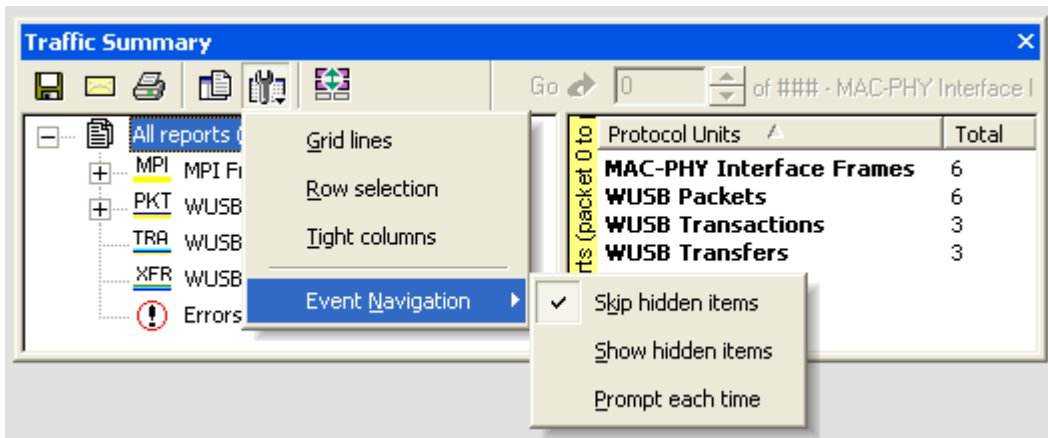 Traffic Summary
Go 0 of ### - MAC-PHY Interface
All reports
MPI MPI
PKT WUSB
TRA WUSB
XFR WUSB
Errors
Grid lines
Row selection
Tight columns
Event Navigation
Skip hidden items
Show hidden items
Prompt each time
(packet 0 to
Protocol Units Total
MAC-PHY Interface Frames 6
WUSB Packets 6
WUSB Transactions 3
WUSB Transfers 3